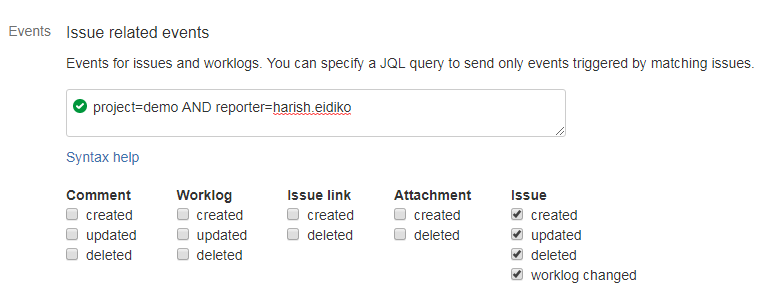 Events Issue related events
Events for issues and worklogs. You can specify a JQL query to send only events triggered by matching issues.
project=demo AND reporter=harish.eidiko
Syntax help
Comment Worklog Issue link Attachment Issue
created created created created created
updated updated deleted deleted updated
deleted deleted deleted
worklog changed